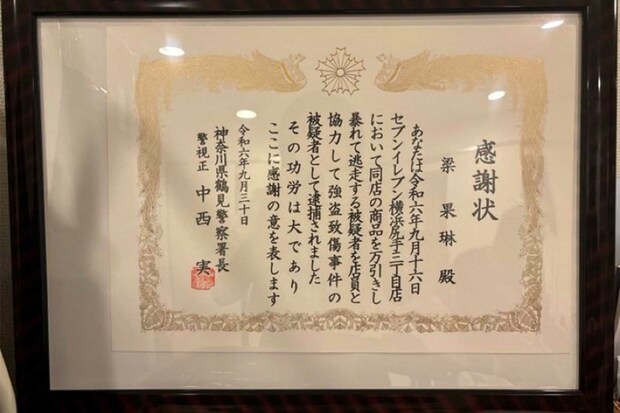 感謝状
梁果琳殿
あなたは令和六年九月十六日
セブンイレブン横浜尻手三丁目店
において同店の商品を万引きし
暴れて逃走する被疑者を店員と
協力して強盗致傷事件の
被疑者として逮捕されました
その功労は大であり
ここに感謝の意を表します
令和六年九月三十日
神奈川県鶴見警察署長
警視正 中西実